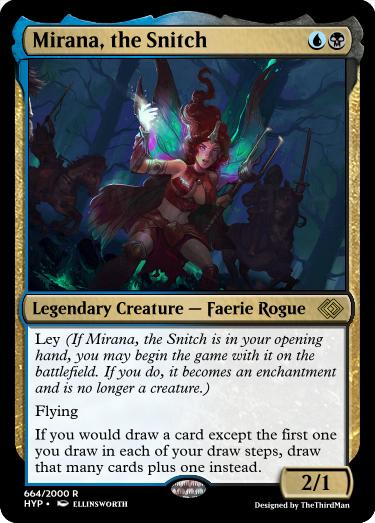 Mirana, the Snitch
Legendary Creature — Faerie Rogue
Ley (If Mirana, the Snitch is in your opening
hand, you may begin the game with it on the
battlefield. If you do, it becomes an enchantment
and is no longer a creature.)
Flying
If you would draw a card except the first one
you draw in each of your draw steps, draw
that many cards plus one instead.
2/1
664/2000 R
HYP • ELLINSWORTH
Designed by TheThirdMan